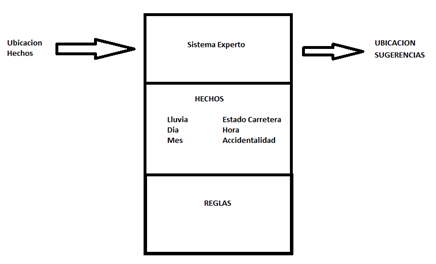 Ubicacion
Hechos
Sistema Experto
UBICACION
SUGERENCIAS
HECHOS
Lluvia Estado Carretera
Dia Hora
Mes Accidentalidad
REGLAS